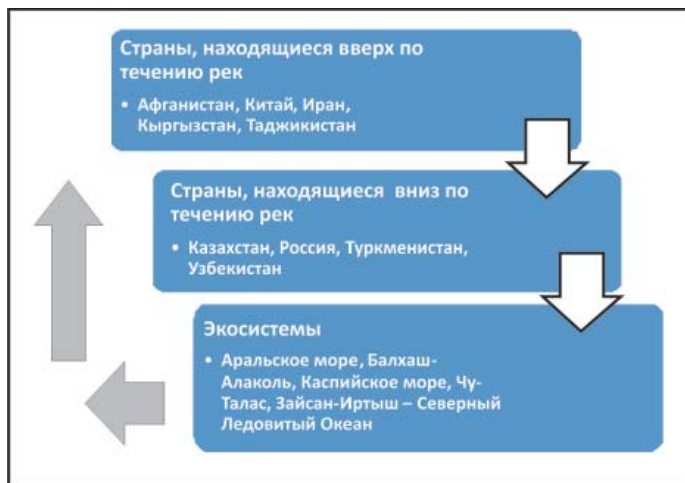 Страны, находящиеся вверх по
течению рек
• Афганистан, Китай, Иран,
Кыргызстан, Таджикистан
Страны, находящиеся вниз по
течению рек
• Казахстан, Россия, Туркменистан,
Узбекистан
Экосистемы
• Аральское море, Балхаш-
Алаколь, Каспийское море, Чу-
Талас, Зайсан-Иртыш – Северный
Ледовитый Океан